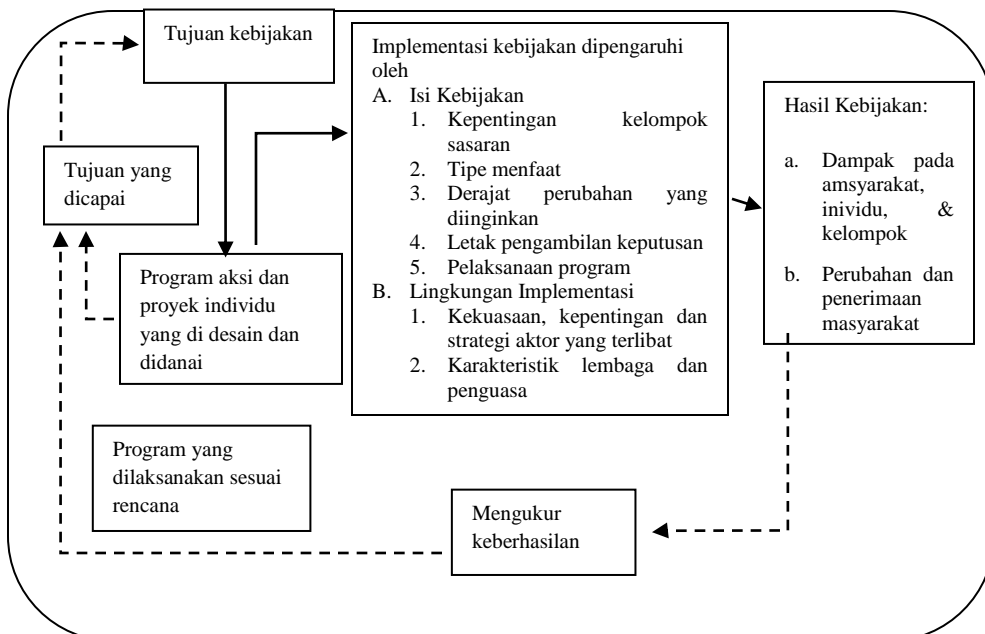 Tujuan kebijakan
Implementasi kebijakan dipengaruhi
oleh
A. Isi Kebijakan
1. Kepentingan kelompok
sasaran
2. Tipe menfaat
3. Derajat perubahan yang
diinginkan
4. Letak pengambilan keputusan
5. Pelaksanaan program
B. Lingkungan Implementasi
1. Kekuasaan, kepentingan dan
strategi aktor yang terlibat
2. Karakteristik lembaga dan
penguasa
Hasil Kebijakan:
a. Dampak pada
amsyarakat,
inividu, &
kelompok
b. Perubahan dan
penerimaan
masyarakat
Tujuan yang
dicapai
Program aksi dan
proyek individu
yang di desain dan
didanai
Program yang
dilaksanakan sesuai
rencana
Mengukur
keberhasilan